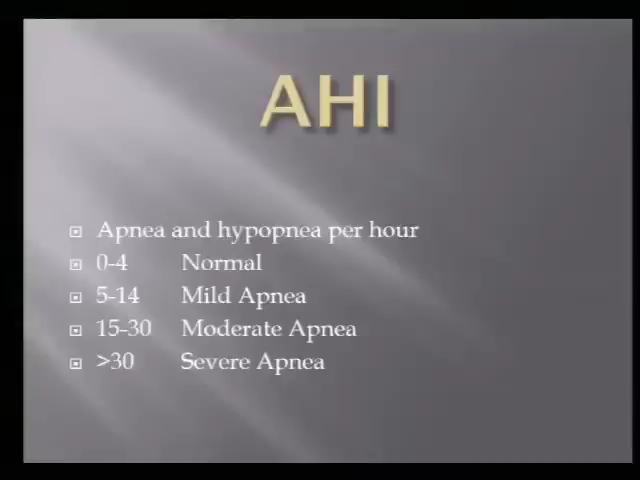 AHI
Apnea and hypopnea per hour
0-4 Normal
5-14 Mild Apnea
15-30 Moderate Apnea
>30 Severe Apnea